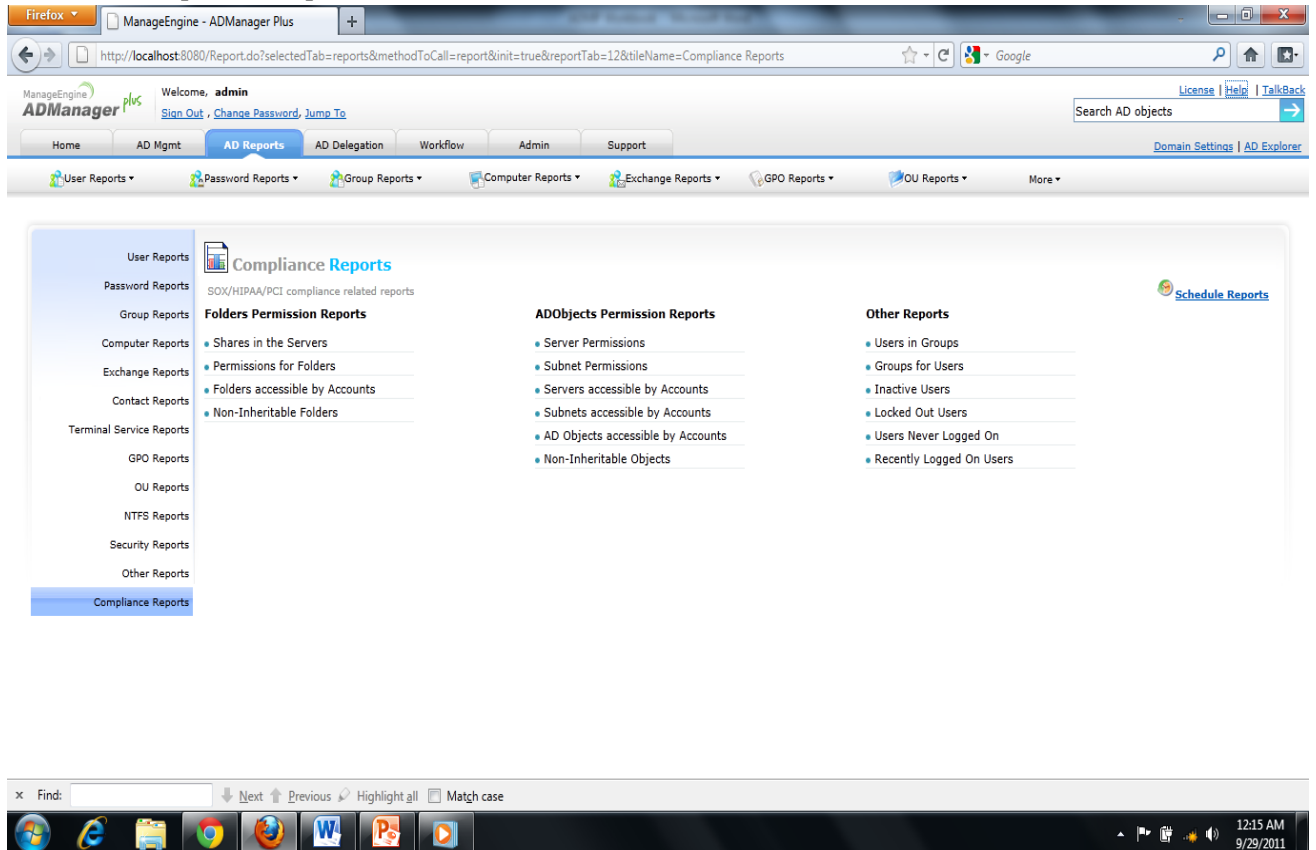 Firefox
ManageEngine - ADManager Plus
http://localhost:8080/Report.do?selectedTab=reports&methodToCall=report&init=true&reportTab=12&tileName=Compliance Reports
Google
ManageEngine
ADManager plus
Welcome, admin
Sign Out , Change Password, Jump To
License | Help | TalkBack
Search AD objects
Home AD Mgmt AD Reports AD Delegation Workflow Admin Support
Domain Settings | AD Explorer
User Reports Password Reports Group Reports Computer Reports Exchange Reports GPO Reports OU Reports More
User Reports
Password Reports
Group Reports
Computer Reports
Exchange Reports
Contact Reports
Terminal Service Reports
GPO Reports
OU Reports
NTFS Reports
Security Reports
Other Reports
Compliance Reports
Compliance Reports
SOX/HIPAA/PCI compliance related reports
Schedule Reports
Folders Permission Reports
Shares in the Servers
Permissions for Folders
Folders accessible by Accounts
Non-Inheritable Folders
ADObjects Permission Reports
Server Permissions
Subnet Permissions
Servers accessible by Accounts
Subnets accessible by Accounts
AD Objects accessible by Accounts
Non-Inheritable Objects
Other Reports
Users in Groups
Groups for Users
Inactive Users
Locked Out Users
Users Never Logged On
Recently Logged On Users
x Find: Next Previous Highlight all Match case
12:15 AM
9/29/2011